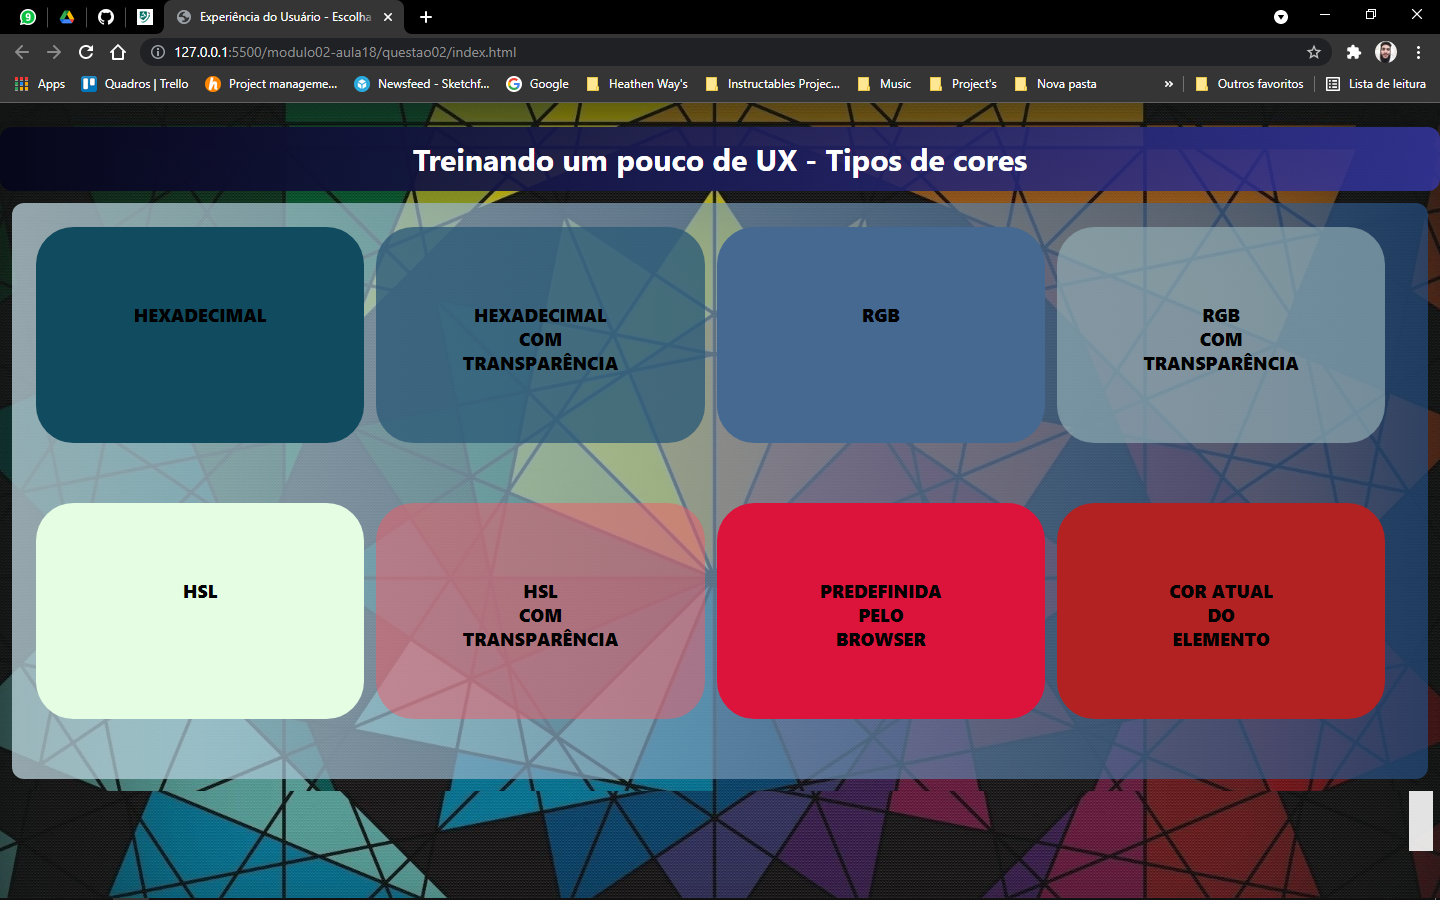 9
Experiência do Usuário - Escolha
127.0.0.1:5500/modulo02-aula18/questao02/index.html
Apps
Quadros | Trello
Project manageme...
Newsfeed - Sketchf...
Google
Heathen Way's
Instructables Projec...
Music
Project's
Nova pasta
»
Outros favoritos
Lista de leitura
Treinando um pouco de UX - Tipos de cores
HEXADECIMAL
HEXADECIMAL
COM
TRANSPARÊNCIA
RGB
RGB
COM
TRANSPARÊNCIA
HSL
HSL
COM
TRANSPARÊNCIA
PREDEFINIDA
PELO
BROWSER
COR ATUAL
DO
ELEMENTO